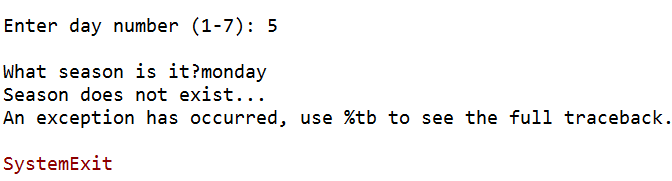 Enter day number (1-7): 5
What season is it?monday
Season does not exist...
An exception has occurred, use %tb to see the full traceback.
SystemExit